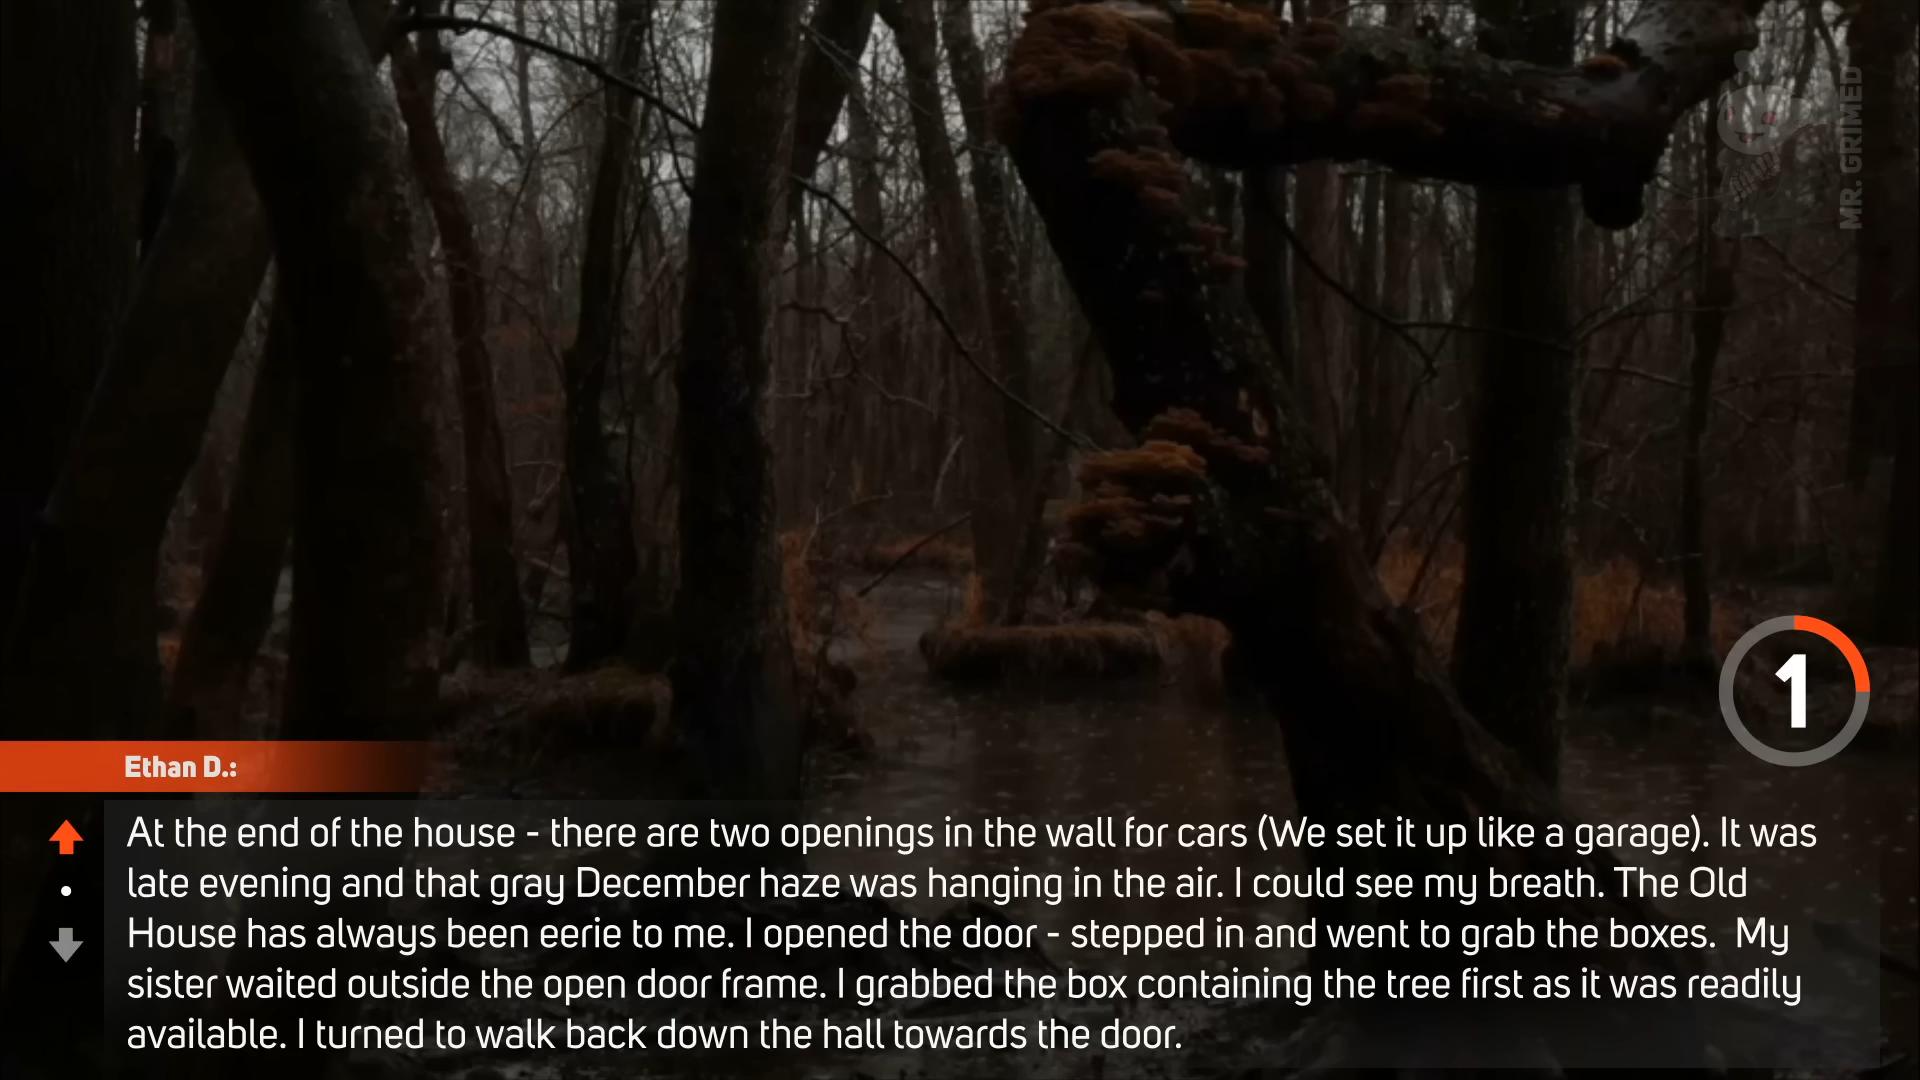 MR. GRIMED
1
Ethan D.:
At the end of the house - there are two openings in the wall for cars (We set it up like a garage). It was
late evening and that gray December haze was hanging in the air. I could see my breath. The Old
House has always been eerie to me. I opened the door - stepped in and went to grab the boxes.  My
sister waited outside the open door frame. I grabbed the box containing the tree first as it was readily
available. I turned to walk back down the hall towards the door.